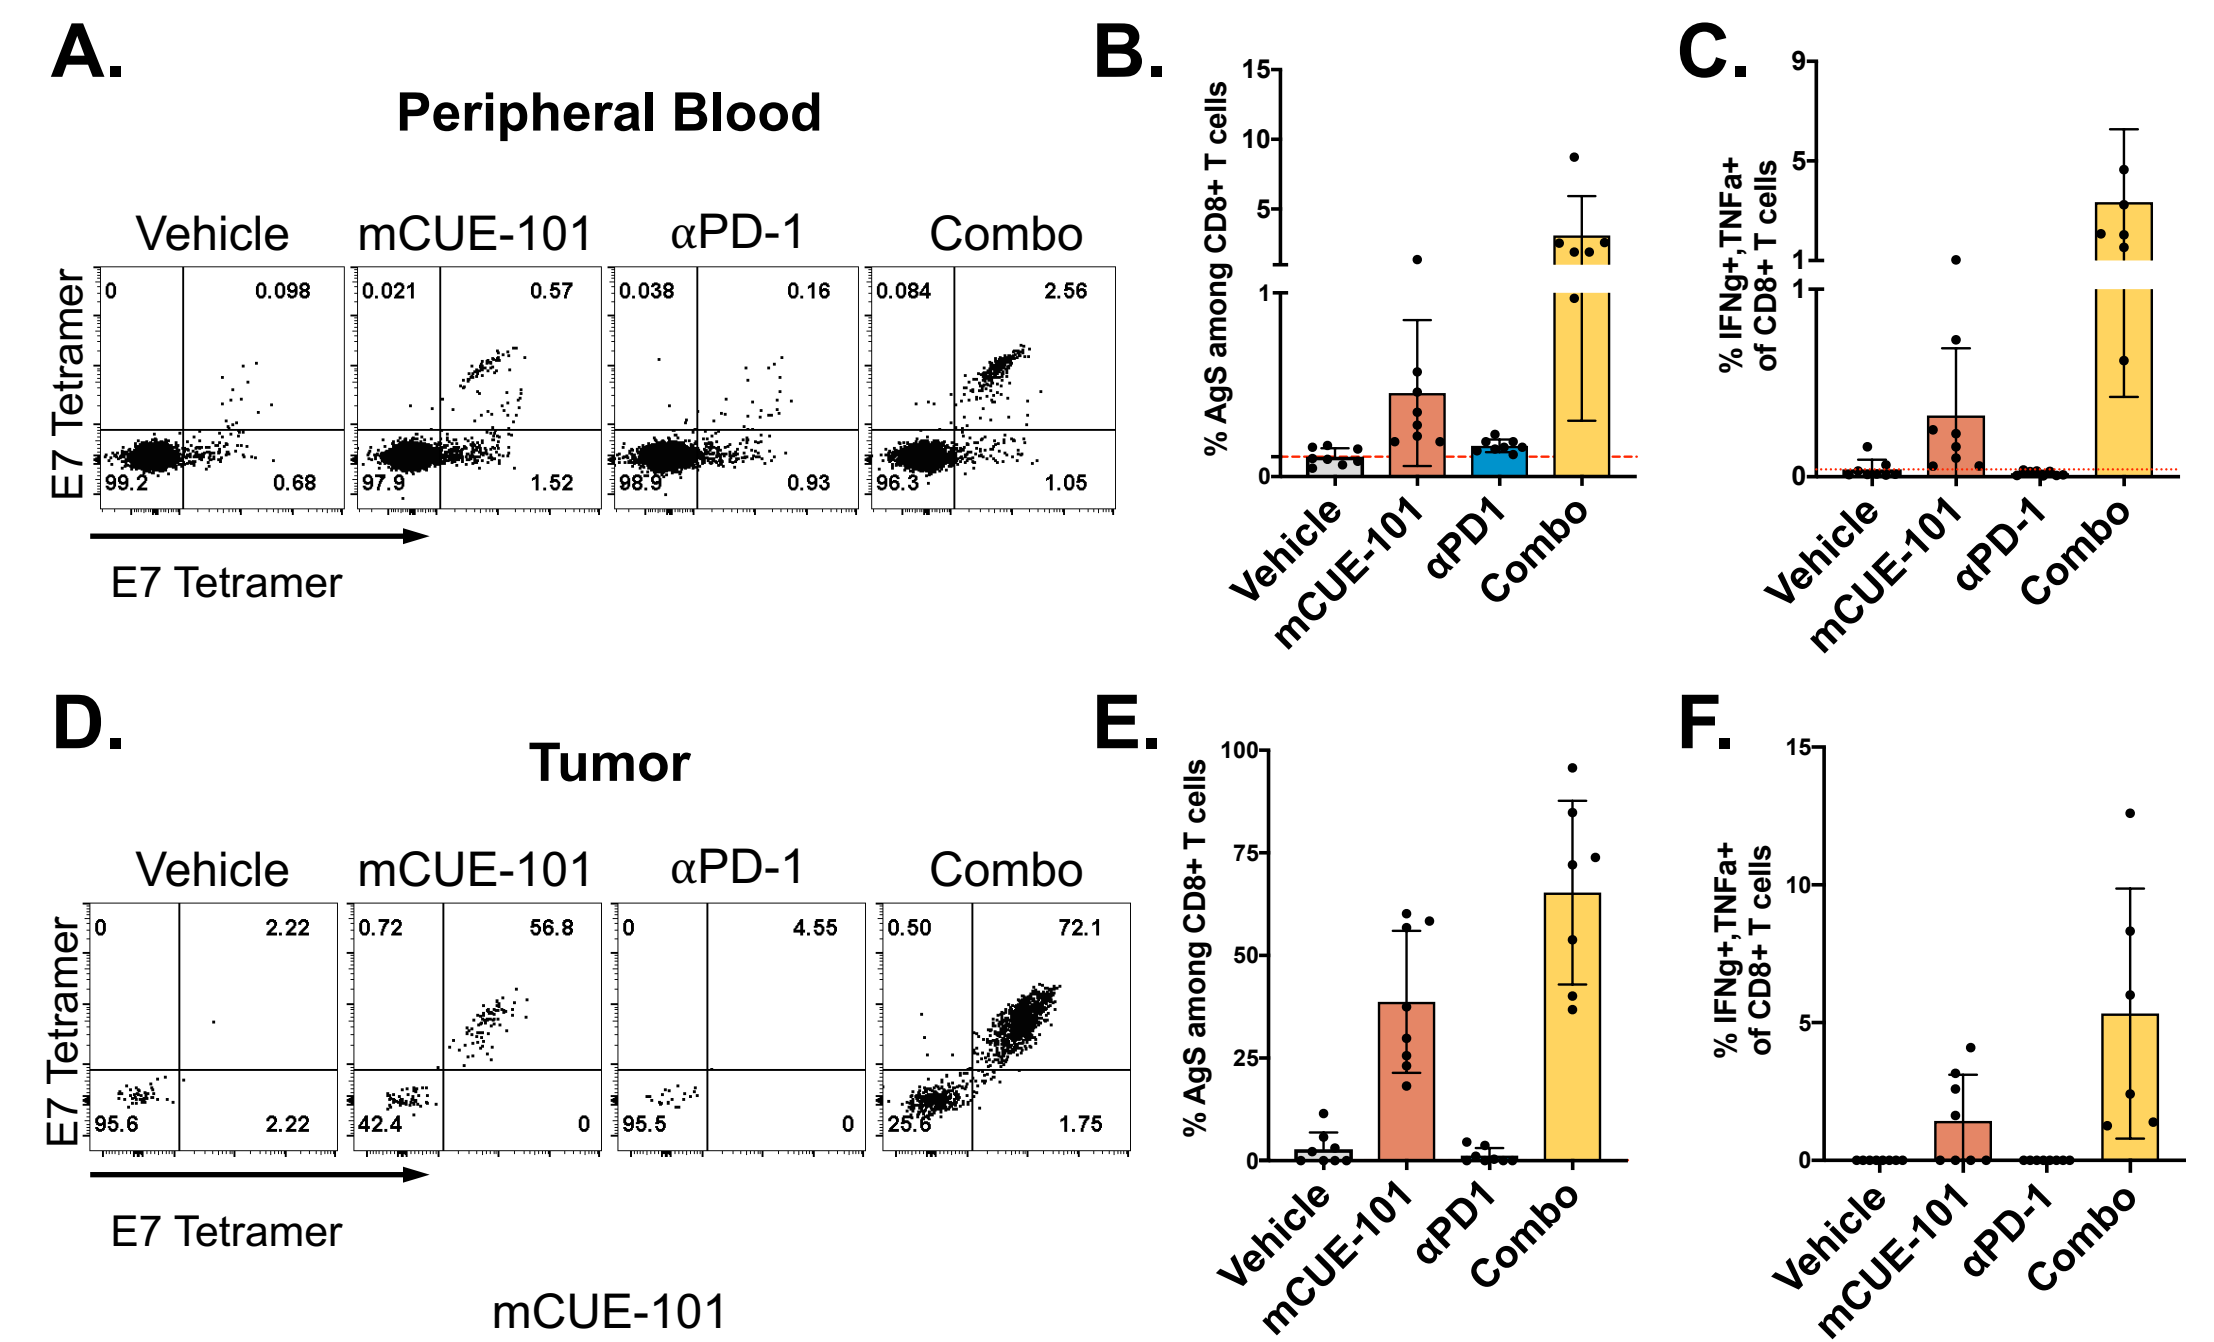 A.
Peripheral Blood
Vehicle mCUE-101 αPD-1 Combo
E7 Tetramer
0 0.098 0.021 0.57 0.038 0.16 0.084 2.56
99.2 0.68 97.9 1.52 98.9 0.93 96.3 1.05
E7 Tetramer
B.
% AgS among CD8+ T cells
15
10
5
1
0
Vehicle mCUE-101 αPD1 Combo
C.
% IFNg+,TNFa+
of CD8+ T cells
9
5
1
1
0
Vehicle mCUE-101 αPD-1 Combo
D.
Tumor
Vehicle mCUE-101 αPD-1 Combo
E7 Tetramer
0 2.22 0.72 56.8 0 4.55 0.50 72.1
95.6 2.22 42.4 0 95.5 0 25.6 1.75
E7 Tetramer
mCUE-101
E.
% AgS among CD8+ T cells
100
75
50
25
0
Vehicle mCUE-101 αPD1 Combo
F.
% IFNg+,TNFa+
of CD8+ T cells
15
10
5
0
Vehicle mCUE-101 αPD-1 Combo